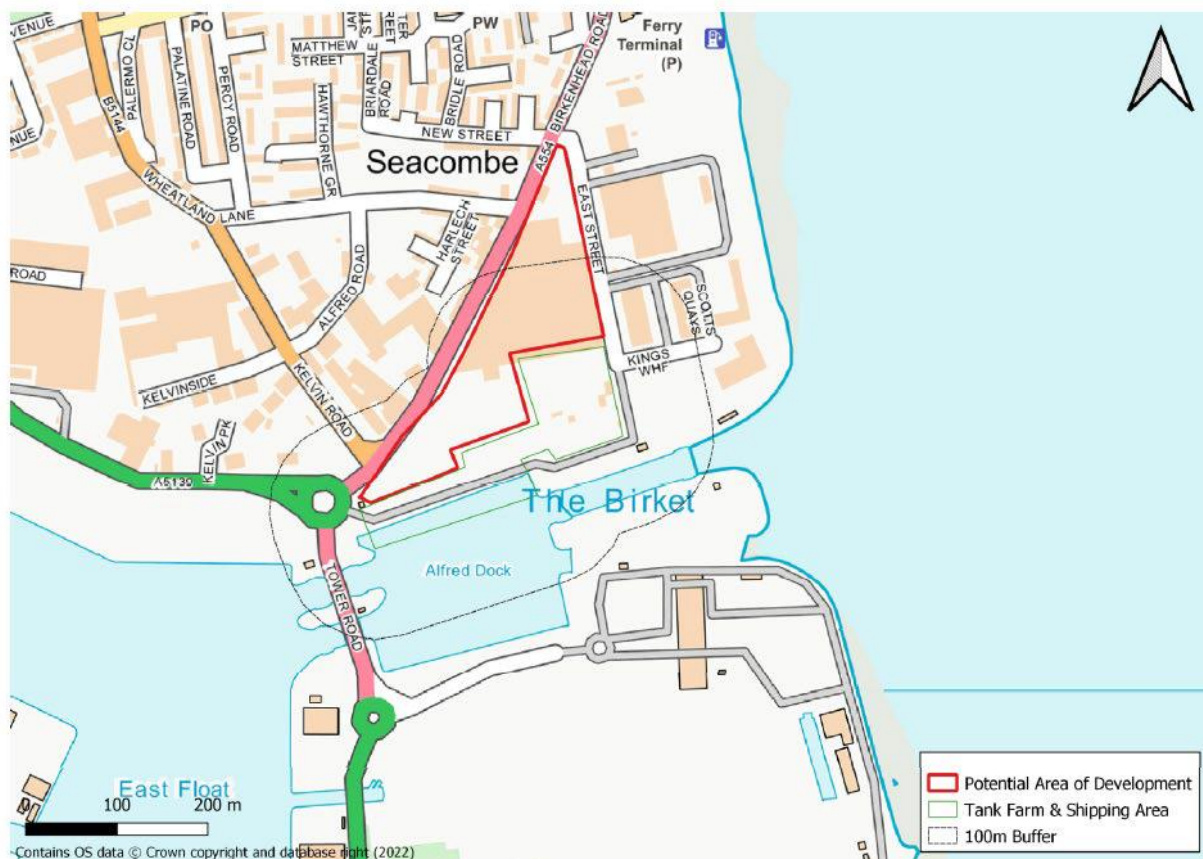 AVENUE
PO
PALERMO CL
PALATINE ROAD
PERCY ROAD
B5144
MATTHEW
STREET
HAWTHORNE GR
BRIARDALE
ROAD
BRIDLE ROAD
PW
Ferry
Terminal
(P)
A554 BIRKENHEAD ROAD
NEW STREET
Seacombe
WHEATLAND LANE
EAST STREET
HARLECH
STREET
ALFRED ROAD
ROAD
SCOTTS
QUAYS
KINGS
WHF
KELVINSIDE
KELVIN ROAD
KELVIN PK
A5139
The Birket
Alfred Dock
TOWER ROAD
East Float
0 100 200 m
Contains OS data © Crown copyright and database right (2022)
Potential Area of Development
Tank Farm & Shipping Area
100m Buffer